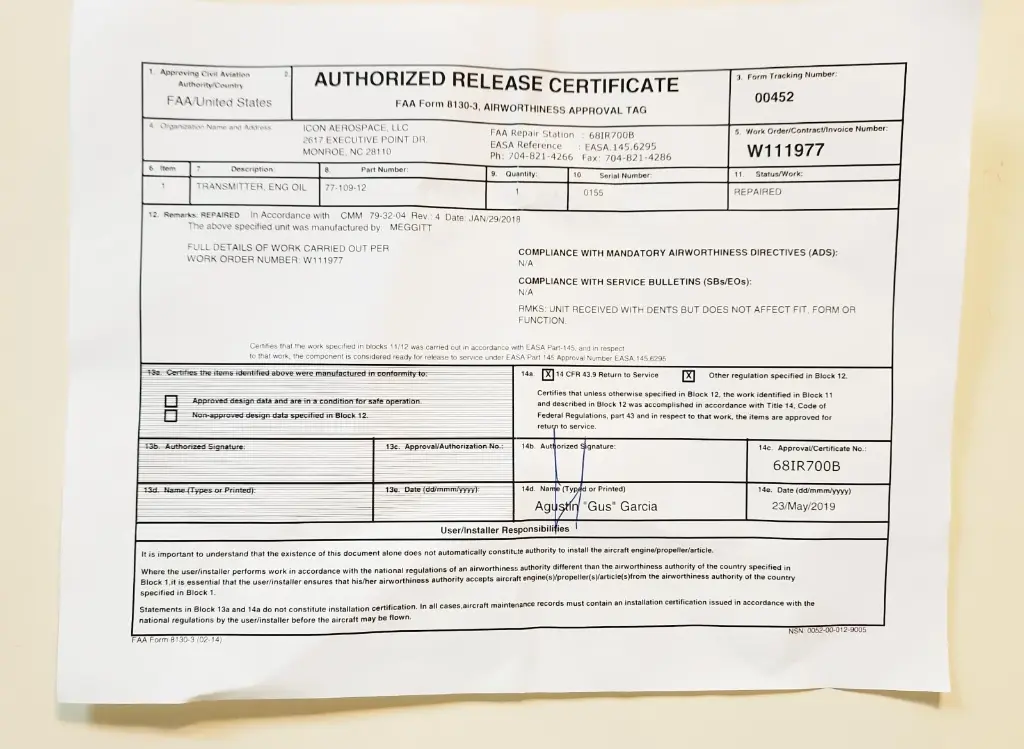 1. Approving Civil Aviation
Authority/Country
FAA/United States
2.
AUTHORIZED RELEASE CERTIFICATE
FAA Form 8130-3, AIRWORTHINESS APPROVAL TAG
3. Form Tracking Number:
00452
4. Organization Name and Address
ICON AEROSPACE, LLC
2617 EXECUTIVE POINT DR.
MONROE, NC 28110
FAA Repair Station : 68IR700B
EASA Reference : EASA.145.6295
Ph: 704-821-4266 Fax: 704-821-4286
5. Work Order/Contract/Invoice Number:
W111977
6. Item
7. Description:
8. Part Number:
9. Quantity:
10. Serial Number:
11. Status/Work:
1
TRANSMITTER, ENG OIL
77-109-12
1
0155
REPAIRED
12. Remarks: REPAIRED In Accordance with CMM 79-32-04 Rev.: 4 Date: JAN/29/2018
The above specified unit was manufactured by MEGGITT
FULL DETAILS OF WORK CARRIED OUT PER
WORK ORDER NUMBER: W111977
COMPLIANCE WITH MANDATORY AIRWORTHINESS DIRECTIVES (ADS):
N/A
COMPLIANCE WITH SERVICE BULLETINS (SBs/EOs):
N/A
RMKS: UNIT RECEIVED WITH DENTS BUT DOES NOT AFFECT FIT, FORM OR
FUNCTION.
Certifies that the work specified in blocks 11/12 was carried out in accordance with EASA Part-145, and in respect
to that work, the component is considered ready for release to service under EASA Part 145 Approval Number EASA.145.6295
13a. Certifies the items identified above were manufactured in conformity to:
Approved design data and are in a condition for safe operation.
Non-approved design data specified in Block 12.
14a. X 14 CFR 43.9 Return to Service X Other regulation specified in Block 12.
Certifies that unless otherwise specified in Block 12, the work identified in Block 11
and described in Block 12 was accomplished in accordance with Title 14, Code of
Federal Regulations, part 43 and in respect to that work, the items are approved for
return to service.
13b. Authorized Signature:
13c. Approval/Authorization No.:
14b. Authorized Signature:
14c. Approval/Certificate No.:
68IR700B
13d. Name (Types or Printed):
13e. Date (dd/mmm/yyyy):
14d. Name (Typed or Printed)
Agustin "Gus" Garcia
14e. Date (dd/mmm/yyyy)
23/May/2019
User/Installer Responsibilities
It is important to understand that the existence of this document alone does not automatically constitute authority to install the aircraft engine/propeller/article.
Where the user/installer performs work in accordance with the national regulations of an airworthiness authority different than the airworthiness authority of the country specified in
Block 1,it is essential that the user/installer ensures that his/her airworthiness authority accepts aircraft engine(s)/propeller(s)/article(s)from the airworthiness authority of the country
specified in Block 1.
Statements in Block 13a and 14a do not constitute installation certification. In all cases,aircraft maintenance records must contain an installation certification issued in accordance with the
national regulations by the user/installer before the aircraft may be flown.
FAA Form 8130-3 (02-14)
NSN: 0052-00-012-9005